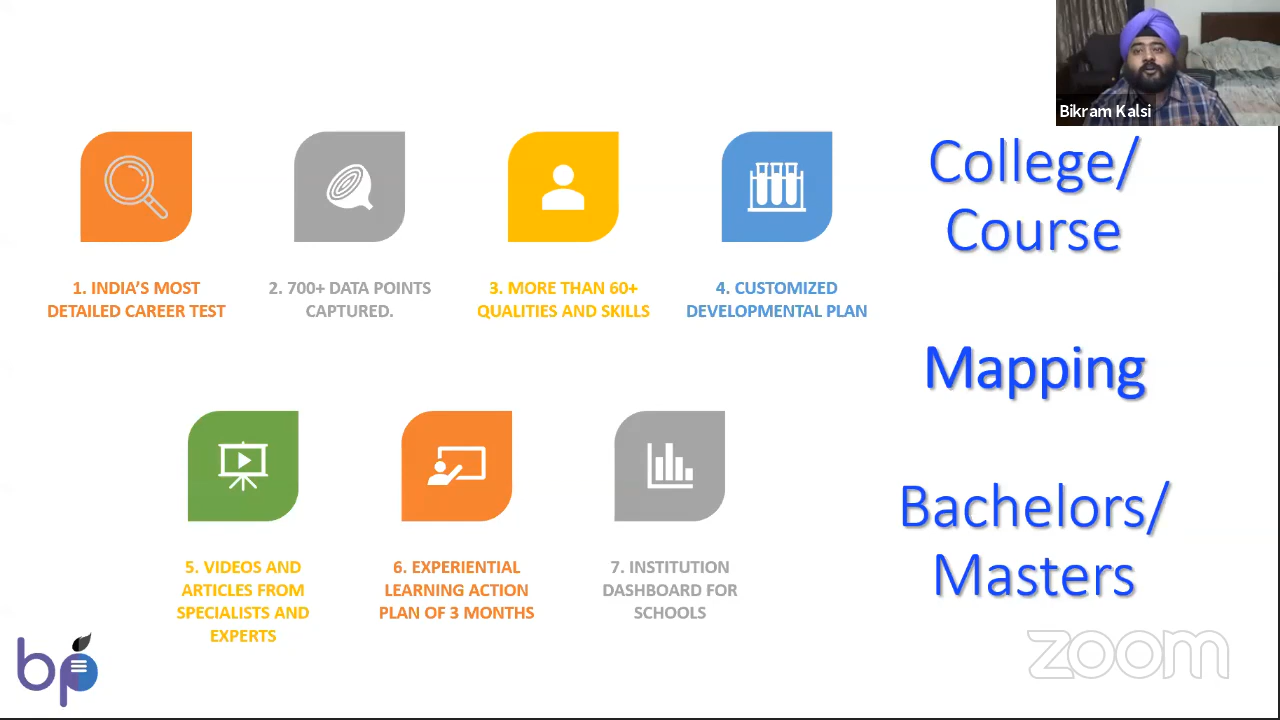 Bikram Kalsi
College/
Course
Mapping
Bachelors/
Masters
1. INDIA'S MOST
DETAILED CAREER TEST
2. 700+ DATA POINTS
CAPTURED.
3. MORE THAN 60+
QUALITIES AND SKILLS
4. CUSTOMIZED
DEVELOPMENTAL PLAN
5. VIDEOS AND
ARTICLES FROM
SPECIALISTS AND
EXPERTS
6. EXPERIENTIAL
LEARNING ACTION
PLAN OF 3 MONTHS
7. INSTITUTION
DASHBOARD FOR
SCHOOLS
bp
zoom